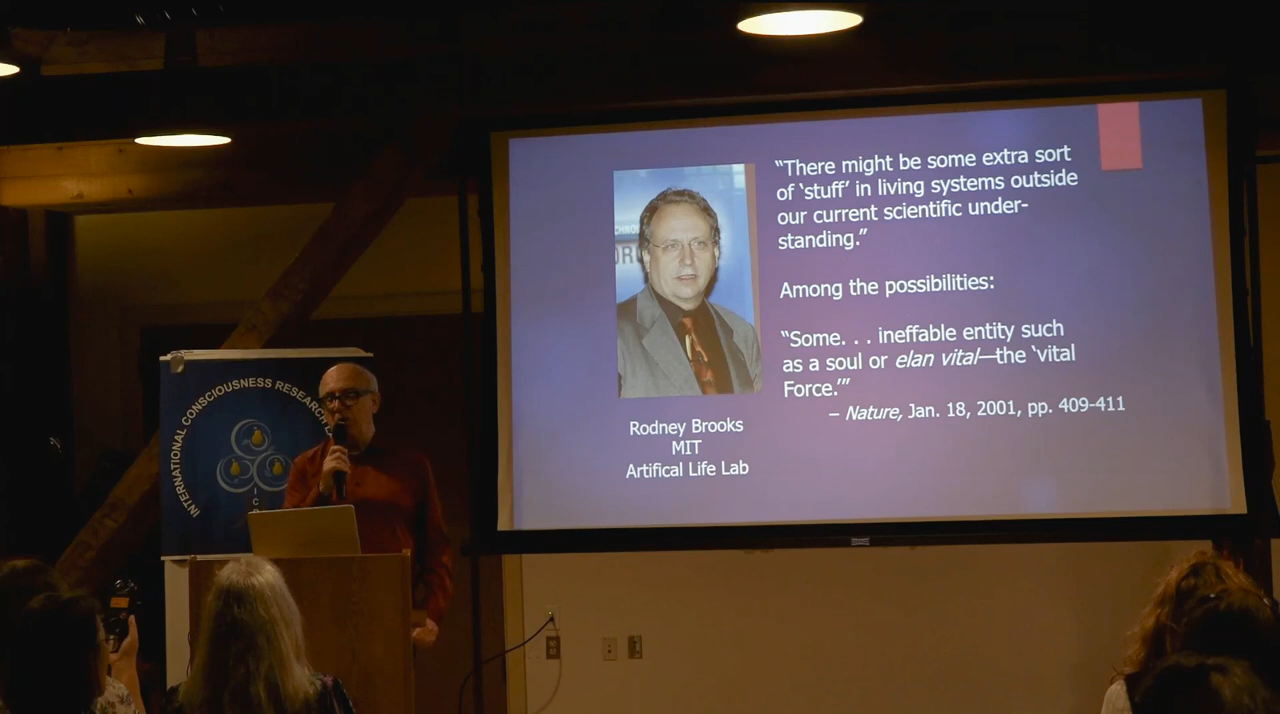 “There might be some extra sort
of ‘stuff’ in living systems outside
our current scientific under-
standing.”
Among the possibilities:
“Some. . . ineffable entity such
as a soul or elan vital—the ‘vital
Force.’”
– Nature, Jan. 18, 2001, pp. 409-411
Rodney Brooks
MIT
Artifical Life Lab
INTERNATIONAL CONSCIOUSNESS RESEARCH
I
C